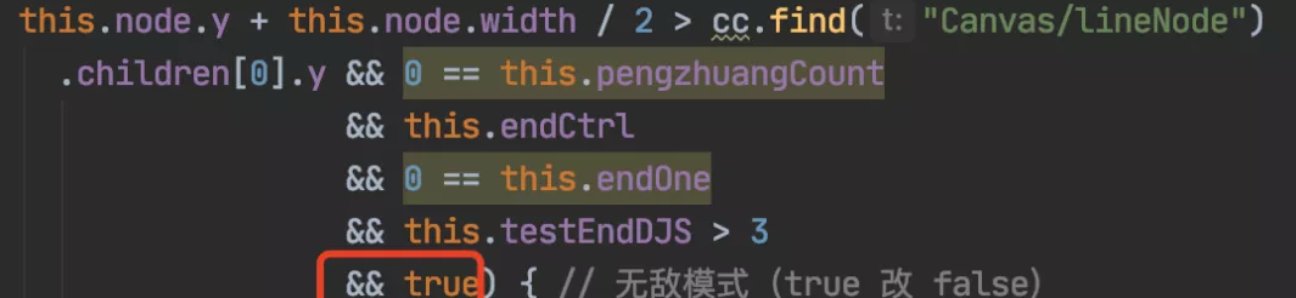 this.node.y + this.node.width / 2 > cc.find( t: "Canvas/lineNode")
.children[0].y && 0 == this.pengzhuangCount
&& this.endCtrl
&& 0 == this.endOne
&& this.testEndDJS > 3
&& true) { // 无敌模式 (true 改 false)